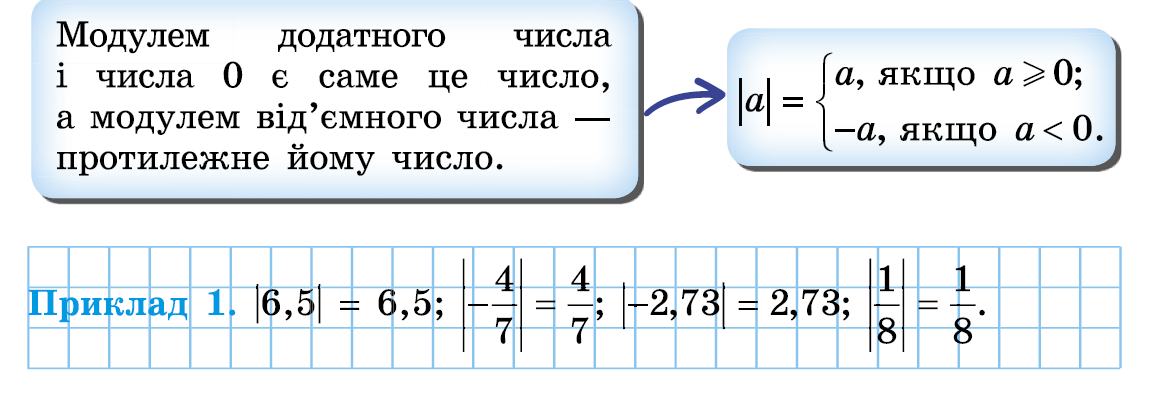 Модулем додатного числа
і числа 0 є саме це число,
а модулем від’ємного числа —
протилежне йому число.
|a| = { a, якщо a ⩾ 0;
−a, якщо a < 0.
Приклад 1. |6,5| = 6,5; |−4/7| = 4/7; |−2,73| = 2,73; |1/8| = 1/8.